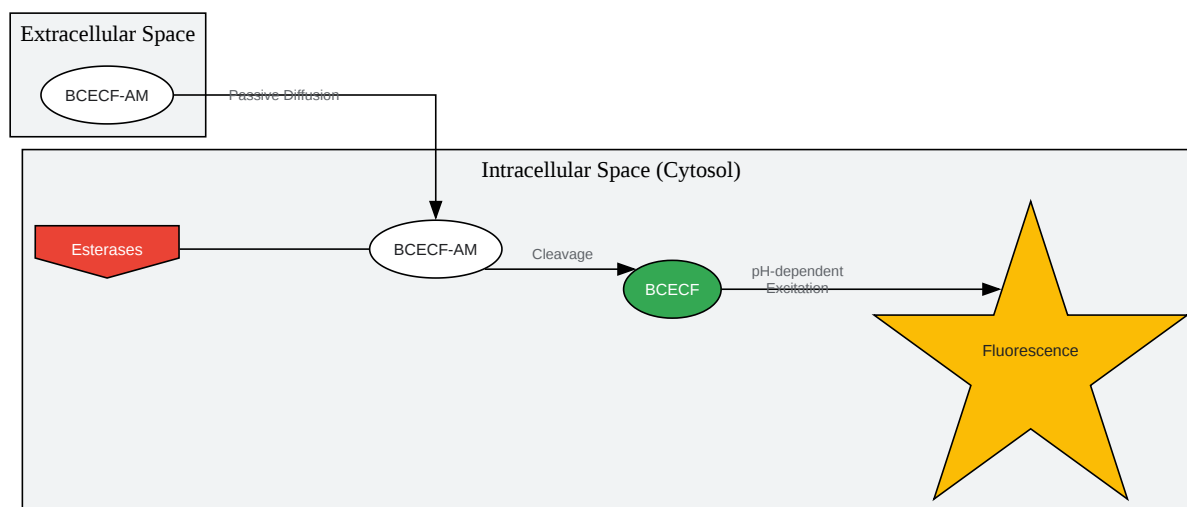 Extracellular Space
BCECF-AM
Passive Diffusion
Intracellular Space (Cytosol)
Esterases
BCECF-AM
Cleavage
BCECF
pH-dependent
Excitation
Fluorescence